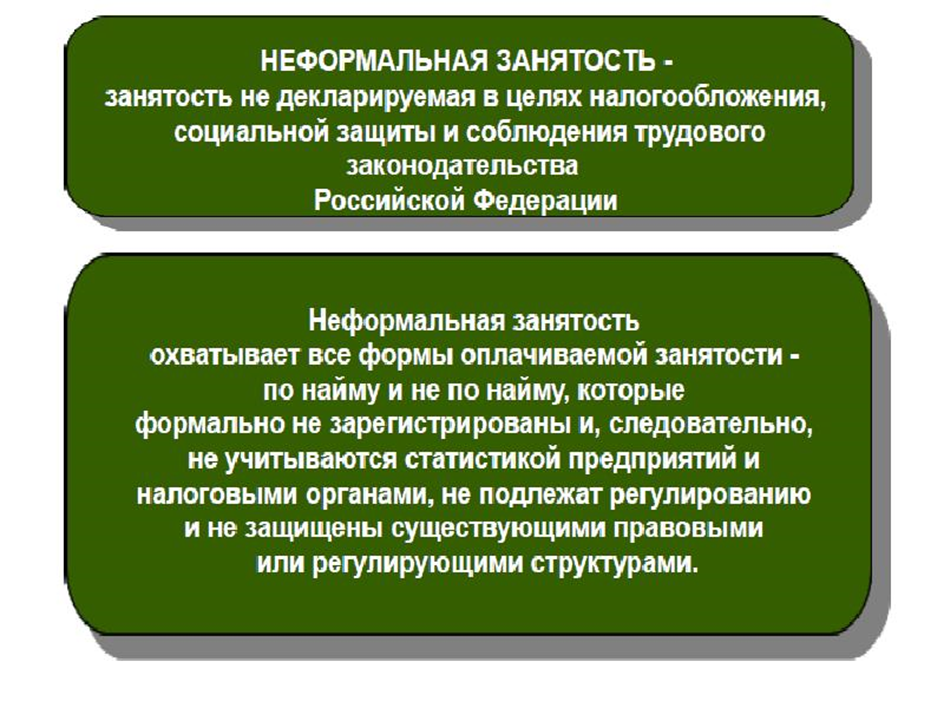 НЕФОРМАЛЬНАЯ ЗАНЯТОСТЬ -
занятость не декларируемая в целях налогообложения,
социальной защиты и соблюдения трудового
законодательства
Российской Федерации
Неформальная занятость
охватывает все формы оплачиваемой занятости -
по найму и не по найму, которые
формально не зарегистрированы и, следовательно,
не учитываются статистикой предприятий и
налоговыми органами, не подлежат регулированию
и не защищены существующими правовыми
или регулирующими структурами.